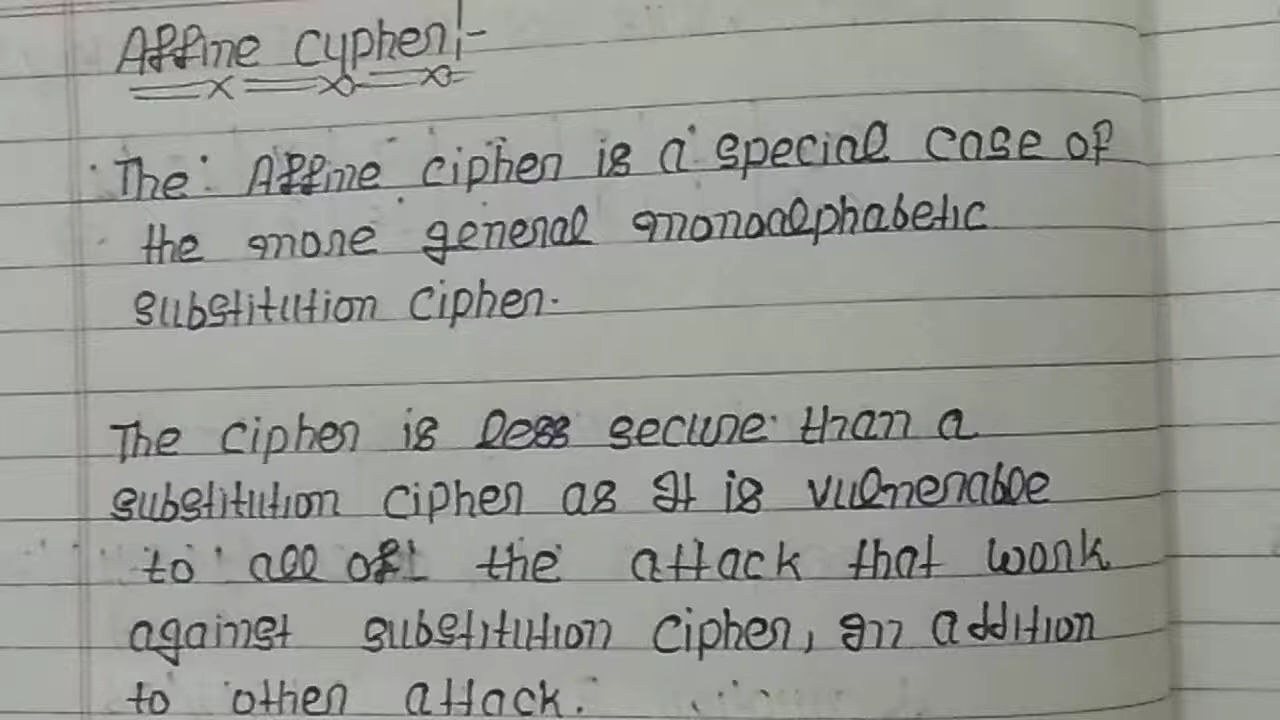 Affine Cypher:-
The Affine cipher is a special case of
the more general monoalphabetic
substitution cipher.
The cipher is less secure than a
substitution cipher as It is vulnerable
to all of the attack that work
against substitution cipher, In addition
to other attack.